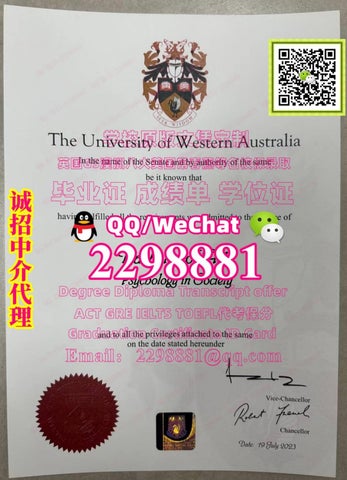 SEEK WISDOM
学校原版文凭定制
The University of Western Australia
In the name of the Senate and by authority of the same
be it known that
毕业证 成绩单 学位证
QQ/WeChat
2298881
Psychology in Society
Degree Diploma Transcript offer
ACT GRE IELTS TOEFL代考保分
and to all the privileges attached to the same
on the date stated hereunder
Email: 2298881@qq.com
诚招中介代理
Vice-Chancellor
Robert French
Chancellor
Date: 19 July 2023